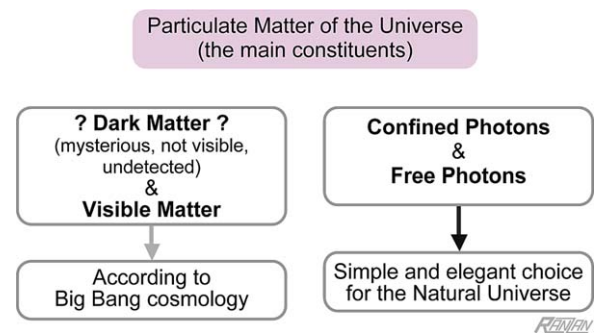 Particulate Matter of the Universe
(the main constituents)
? Dark Matter ?
(mysterious, not visible,
undetected)
&
Visible Matter
According to
Big Bang cosmology
Confined Photons
&
Free Photons
Simple and elegant choice
for the Natural Universe
RANJAN